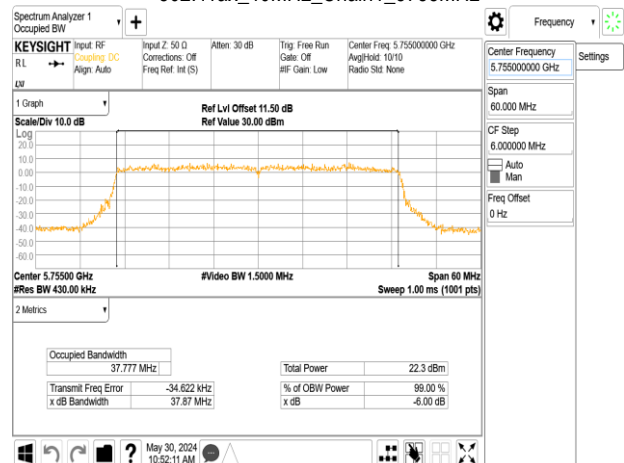 Spectrum Analyzer 1
Occupied BW
Frequency
KEYSIGHT
RL
Input: RF
Coupling: DC
Align: Auto
Input Z: 50 Ω
Corrections: Off
Freq Ref: Int (S)
Atten: 30 dB
Trig: Free Run
Gate: Off
#IF Gain: Low
Center Freq: 5.755000000 GHz
Avg|Hold: 10/10
Radio Std: None
Center Frequency
5.755000000 GHz
Settings
Span
60.000 MHz
CF Step
6.000000 MHz
Auto
Man
Freq Offset
0 Hz
1 Graph
Scale/Div 10.0 dB
Ref Lvl Offset 11.50 dB
Ref Value 30.00 dBm
Log
20.0
10.0
0.00
-10.0
-20.0
-30.0
-40.0
-50.0
-60.0
Center 5.75500 GHz
#Res BW 430.00 kHz
#Video BW 1.5000 MHz
Span 60 MHz
Sweep 1.00 ms (1001 pts)
2 Metrics
Occupied Bandwidth
37.777 MHz
Transmit Freq Error -34.622 kHz
x dB Bandwidth 37.87 MHz
Total Power 22.3 dBm
% of OBW Power 99.00 %
x dB -6.00 dB
?
May 30, 2024
10:52:11 AM